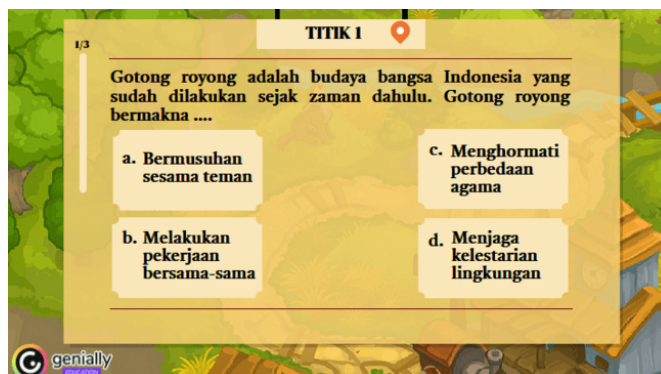 TITIK 1
1/3
Gotong royong adalah budaya bangsa Indonesia yang
sudah dilakukan sejak zaman dahulu. Gotong royong
bermakna ....
a. Bermusuhan
sesama teman
b. Melakukan
pekerjaan
bersama-sama
c. Menghormati
perbedaan
agama
d. Menjaga
kelestarian
lingkungan
genially
EDUCATION